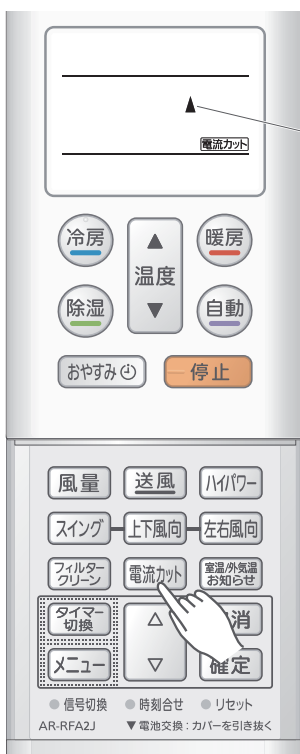 電流カット
冷房
暖房
温度
除湿
自動
おやすみ
停止
風量
送風
ハイパワー
スイング
上下風向
左右風向
フィルター
クリーン
電流カット
室温/外気温
お知らせ
タイマー
切換
消
メニュー
確定
信号切換
時刻合せ
リセット
AR-RFA2J
▼電池交換:カバーを引き抜く